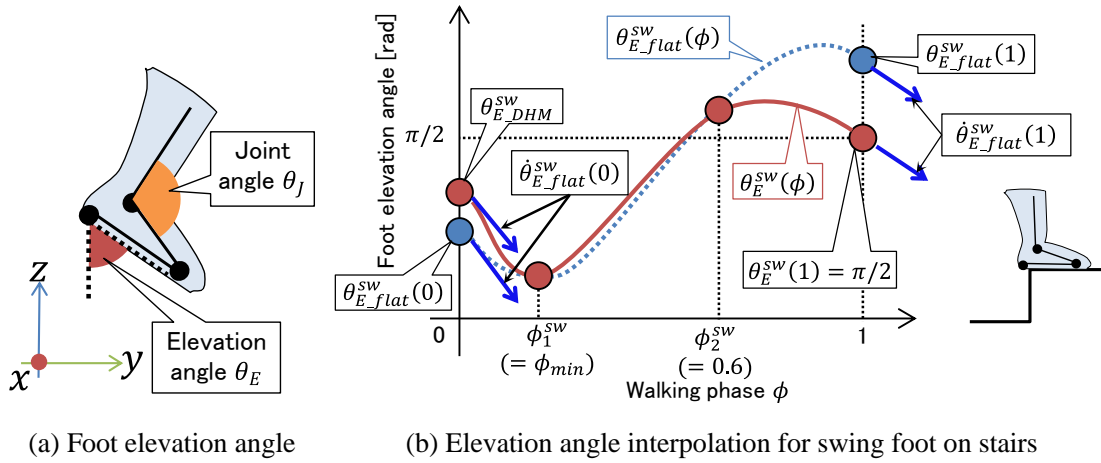 Joint
angle θ_J
z
x
y
Elevation
angle θ_E
(a) Foot elevation angle
Foot elevation angle [rad]
π/2
θ^{sw}_{E_DHM}
θ̇^{sw}_{E_flat}(0)
θ^{sw}_{E_flat}(0)
θ^{sw}_{E_flat}(ϕ)
θ^{sw}_{E_flat}(1)
θ̇^{sw}_{E_flat}(1)
θ^{sw}_E(ϕ)
θ^{sw}_E(1) = π/2
0
ϕ^{sw}_1
(= ϕ_{min})
ϕ^{sw}_2
(= 0.6)
1
Walking phase ϕ
(b) Elevation angle interpolation for swing foot on stairs